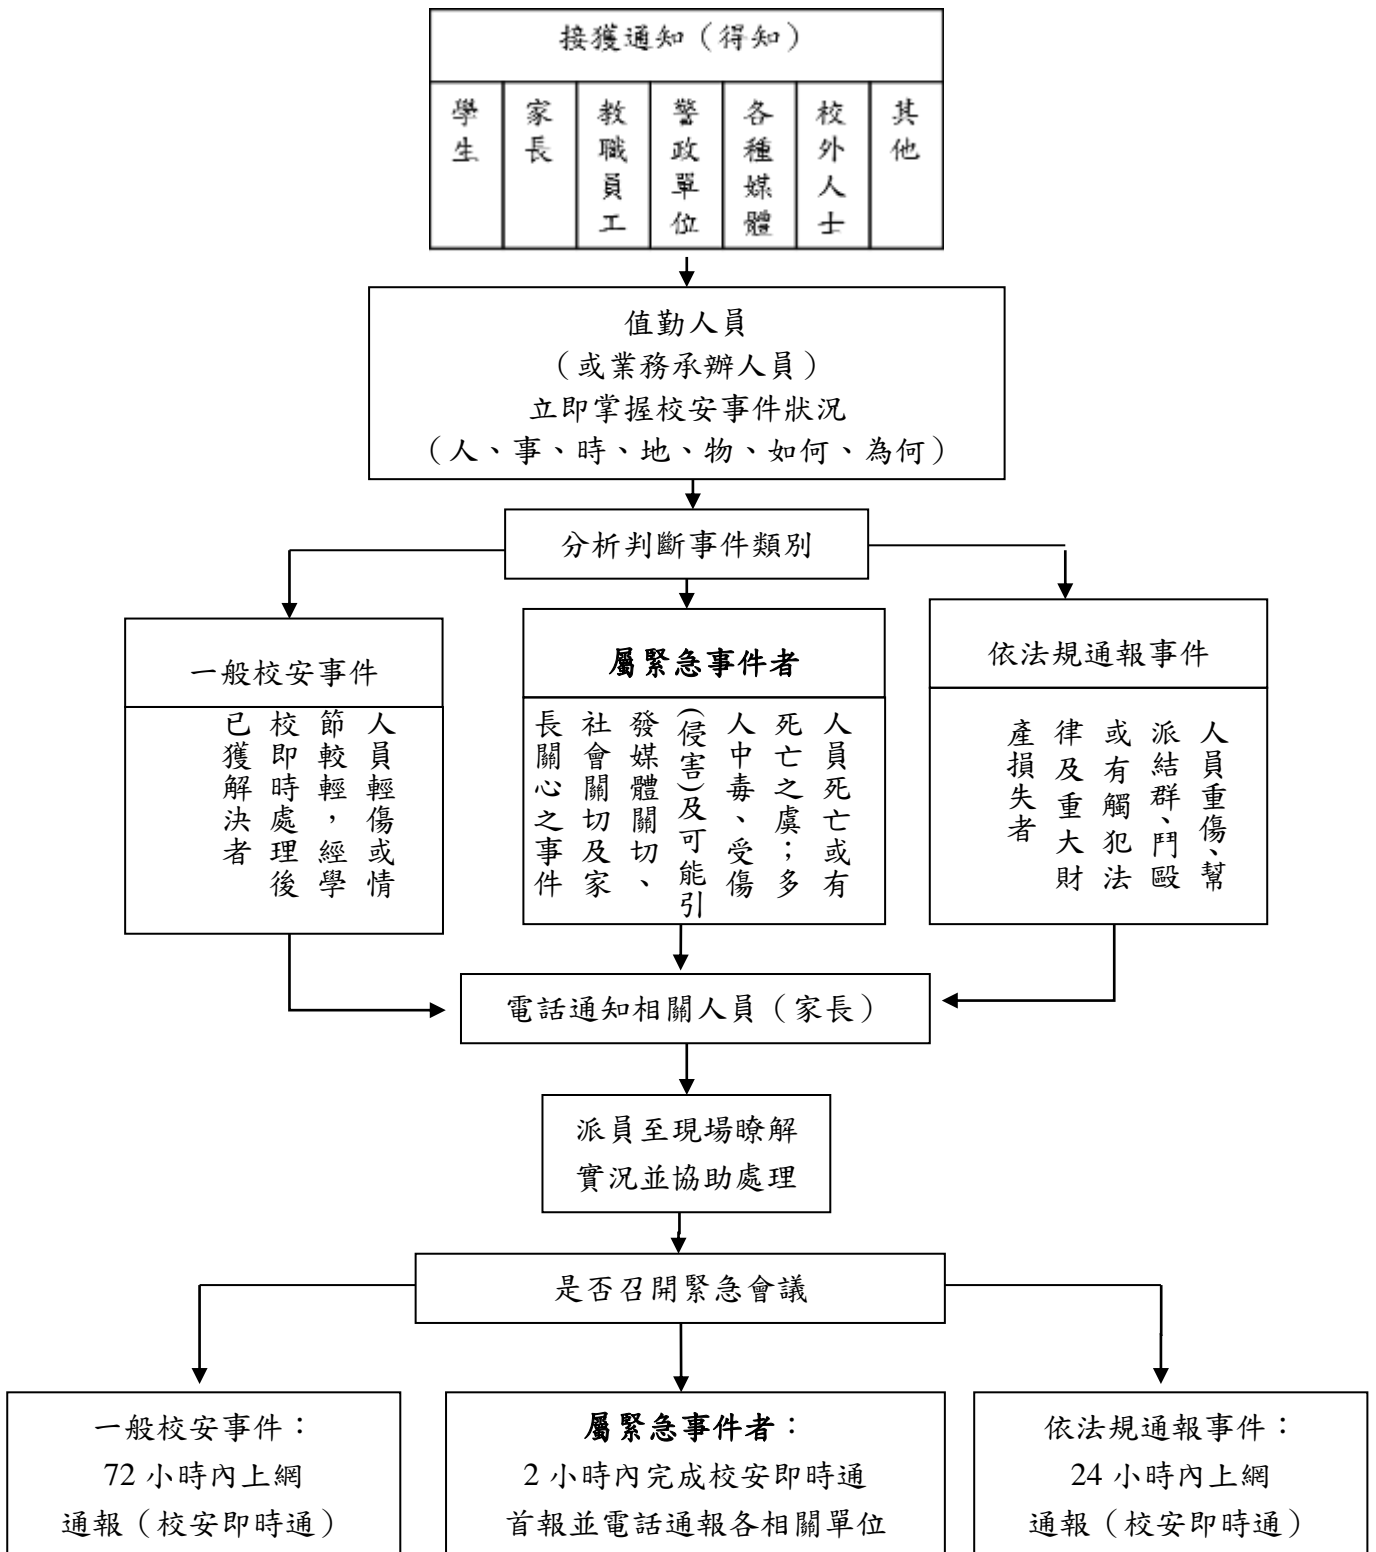 接獲通知（得知）
學生
家長
教職員工
警政單位
各種媒體
校外人士
其他
值勤人員
（或業務承辦人員）
立即掌握校安事件狀況
（人、事、時、地、物、如何、為何）
分析判斷事件類別
一般校安事件
人員輕傷或情
節較輕，經學
校即時處理後
已獲解決者
屬緊急事件者
人員死亡或有
死亡之虞；多
人中毒、受傷
(侵害)及可能引
發媒體關切、
社會關切及家
長關心之事件
依法規通報事件
人員重傷、幫
派結群、鬥毆
或有觸犯法
律及重大財
產損失者
電話通知相關人員（家長）
派員至現場瞭解
實況並協助處理
是否召開緊急會議
一般校安事件：
72 小時內上網
通報（校安即時通）
屬緊急事件者：
2 小時內完成校安即時通
首報並電話通報各相關單位
依法規通報事件：
24 小時內上網
通報（校安即時通）